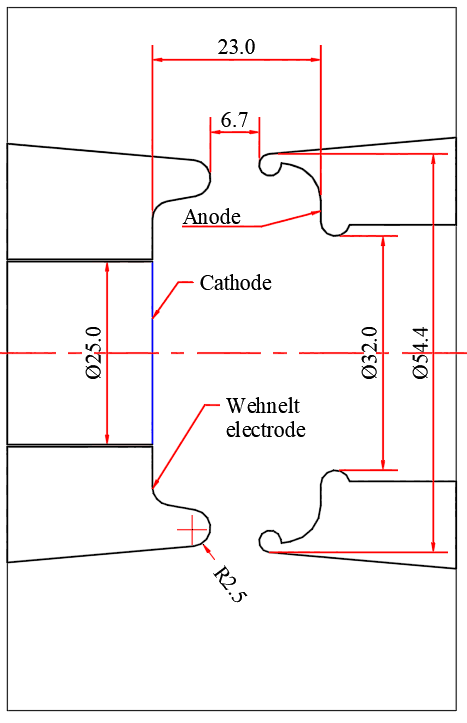 23.0
6.7
Anode
Cathode
Ø25.0
Ø32.0
Ø54.4
Wehnelt
electrode
R2.5